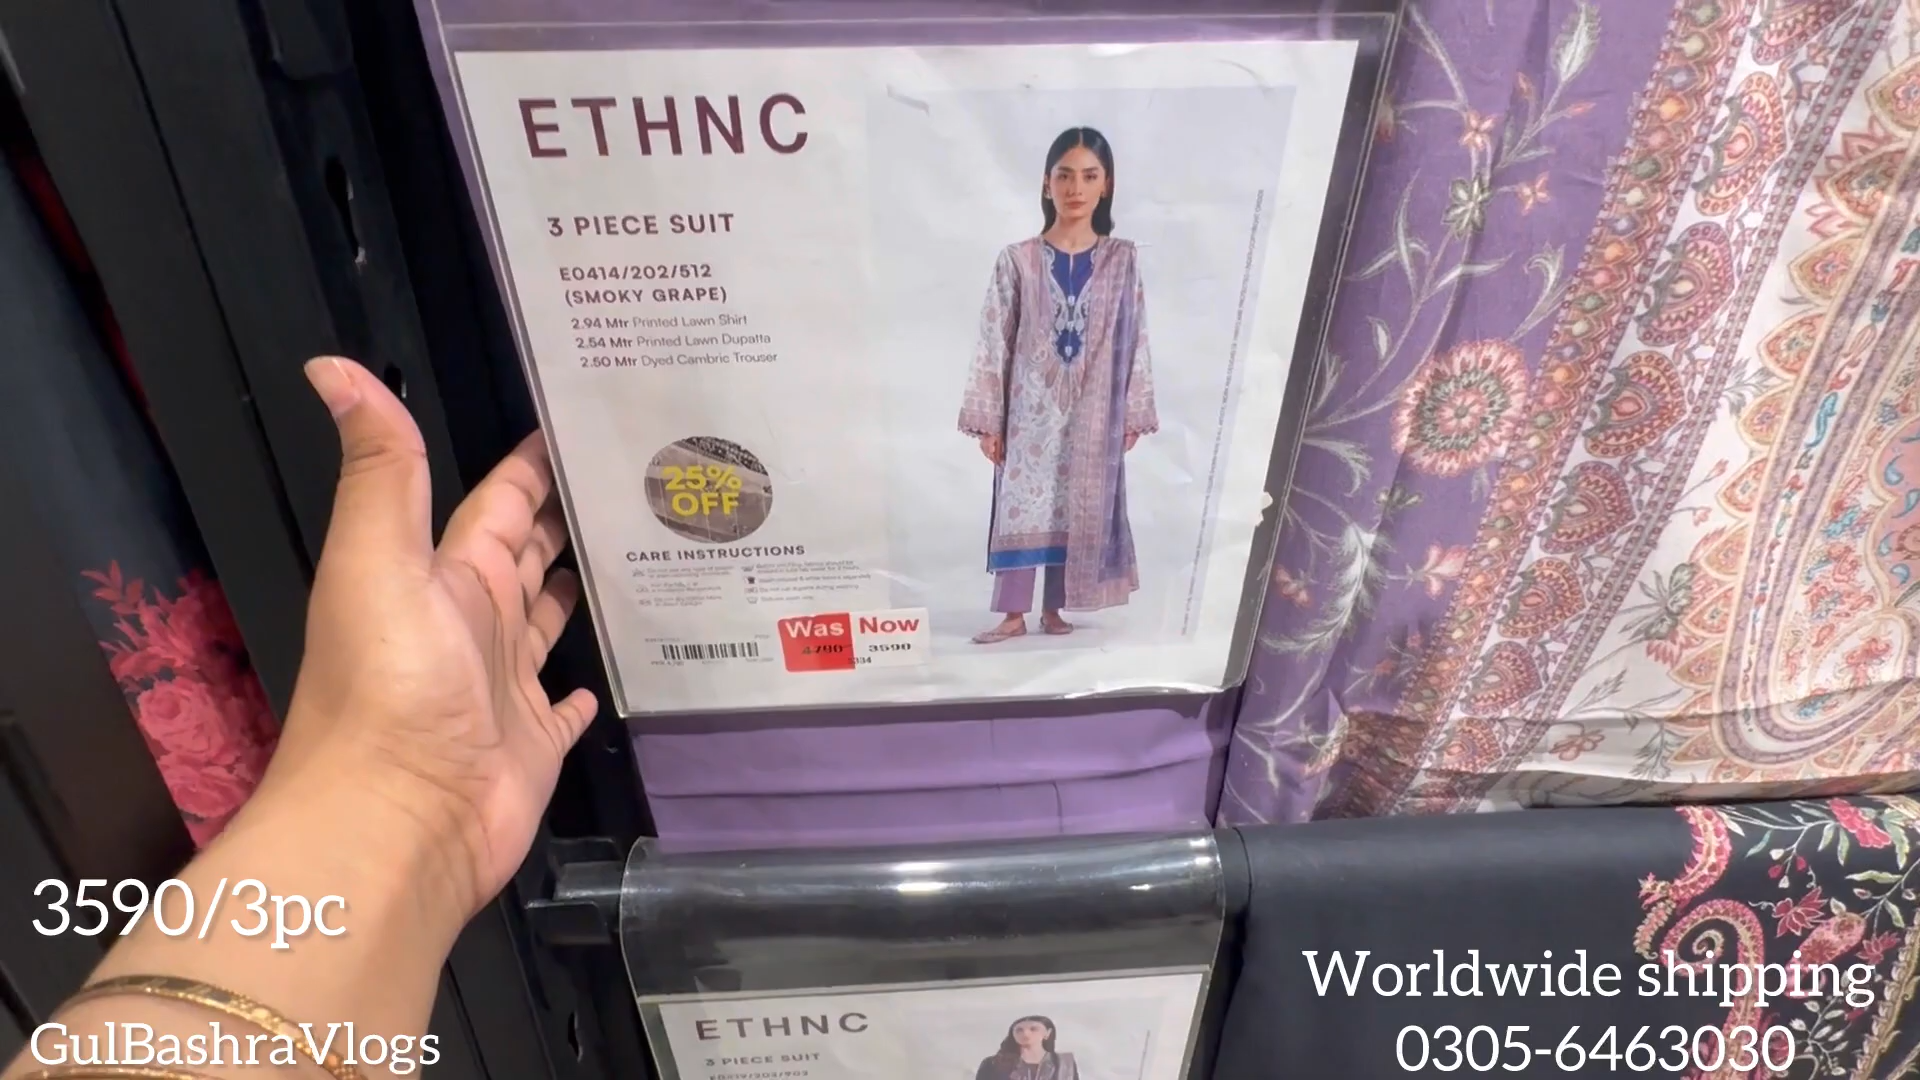 ETHNC
3 PIECE SUIT
E0414/202/512
(SMOKY GRAPE)
2.94 Mtr Printed Lawn Shirt
2.54 Mtr Printed Lawn Dupatta
2.50 Mtr Dyed Cambric Trouser
25%
OFF
CARE INSTRUCTIONS
Was Now
4790 3590
3590/3pc
GulBashraVlogs
ETHNC
3 PIECE SUIT
Worldwide shipping
0305-6463030